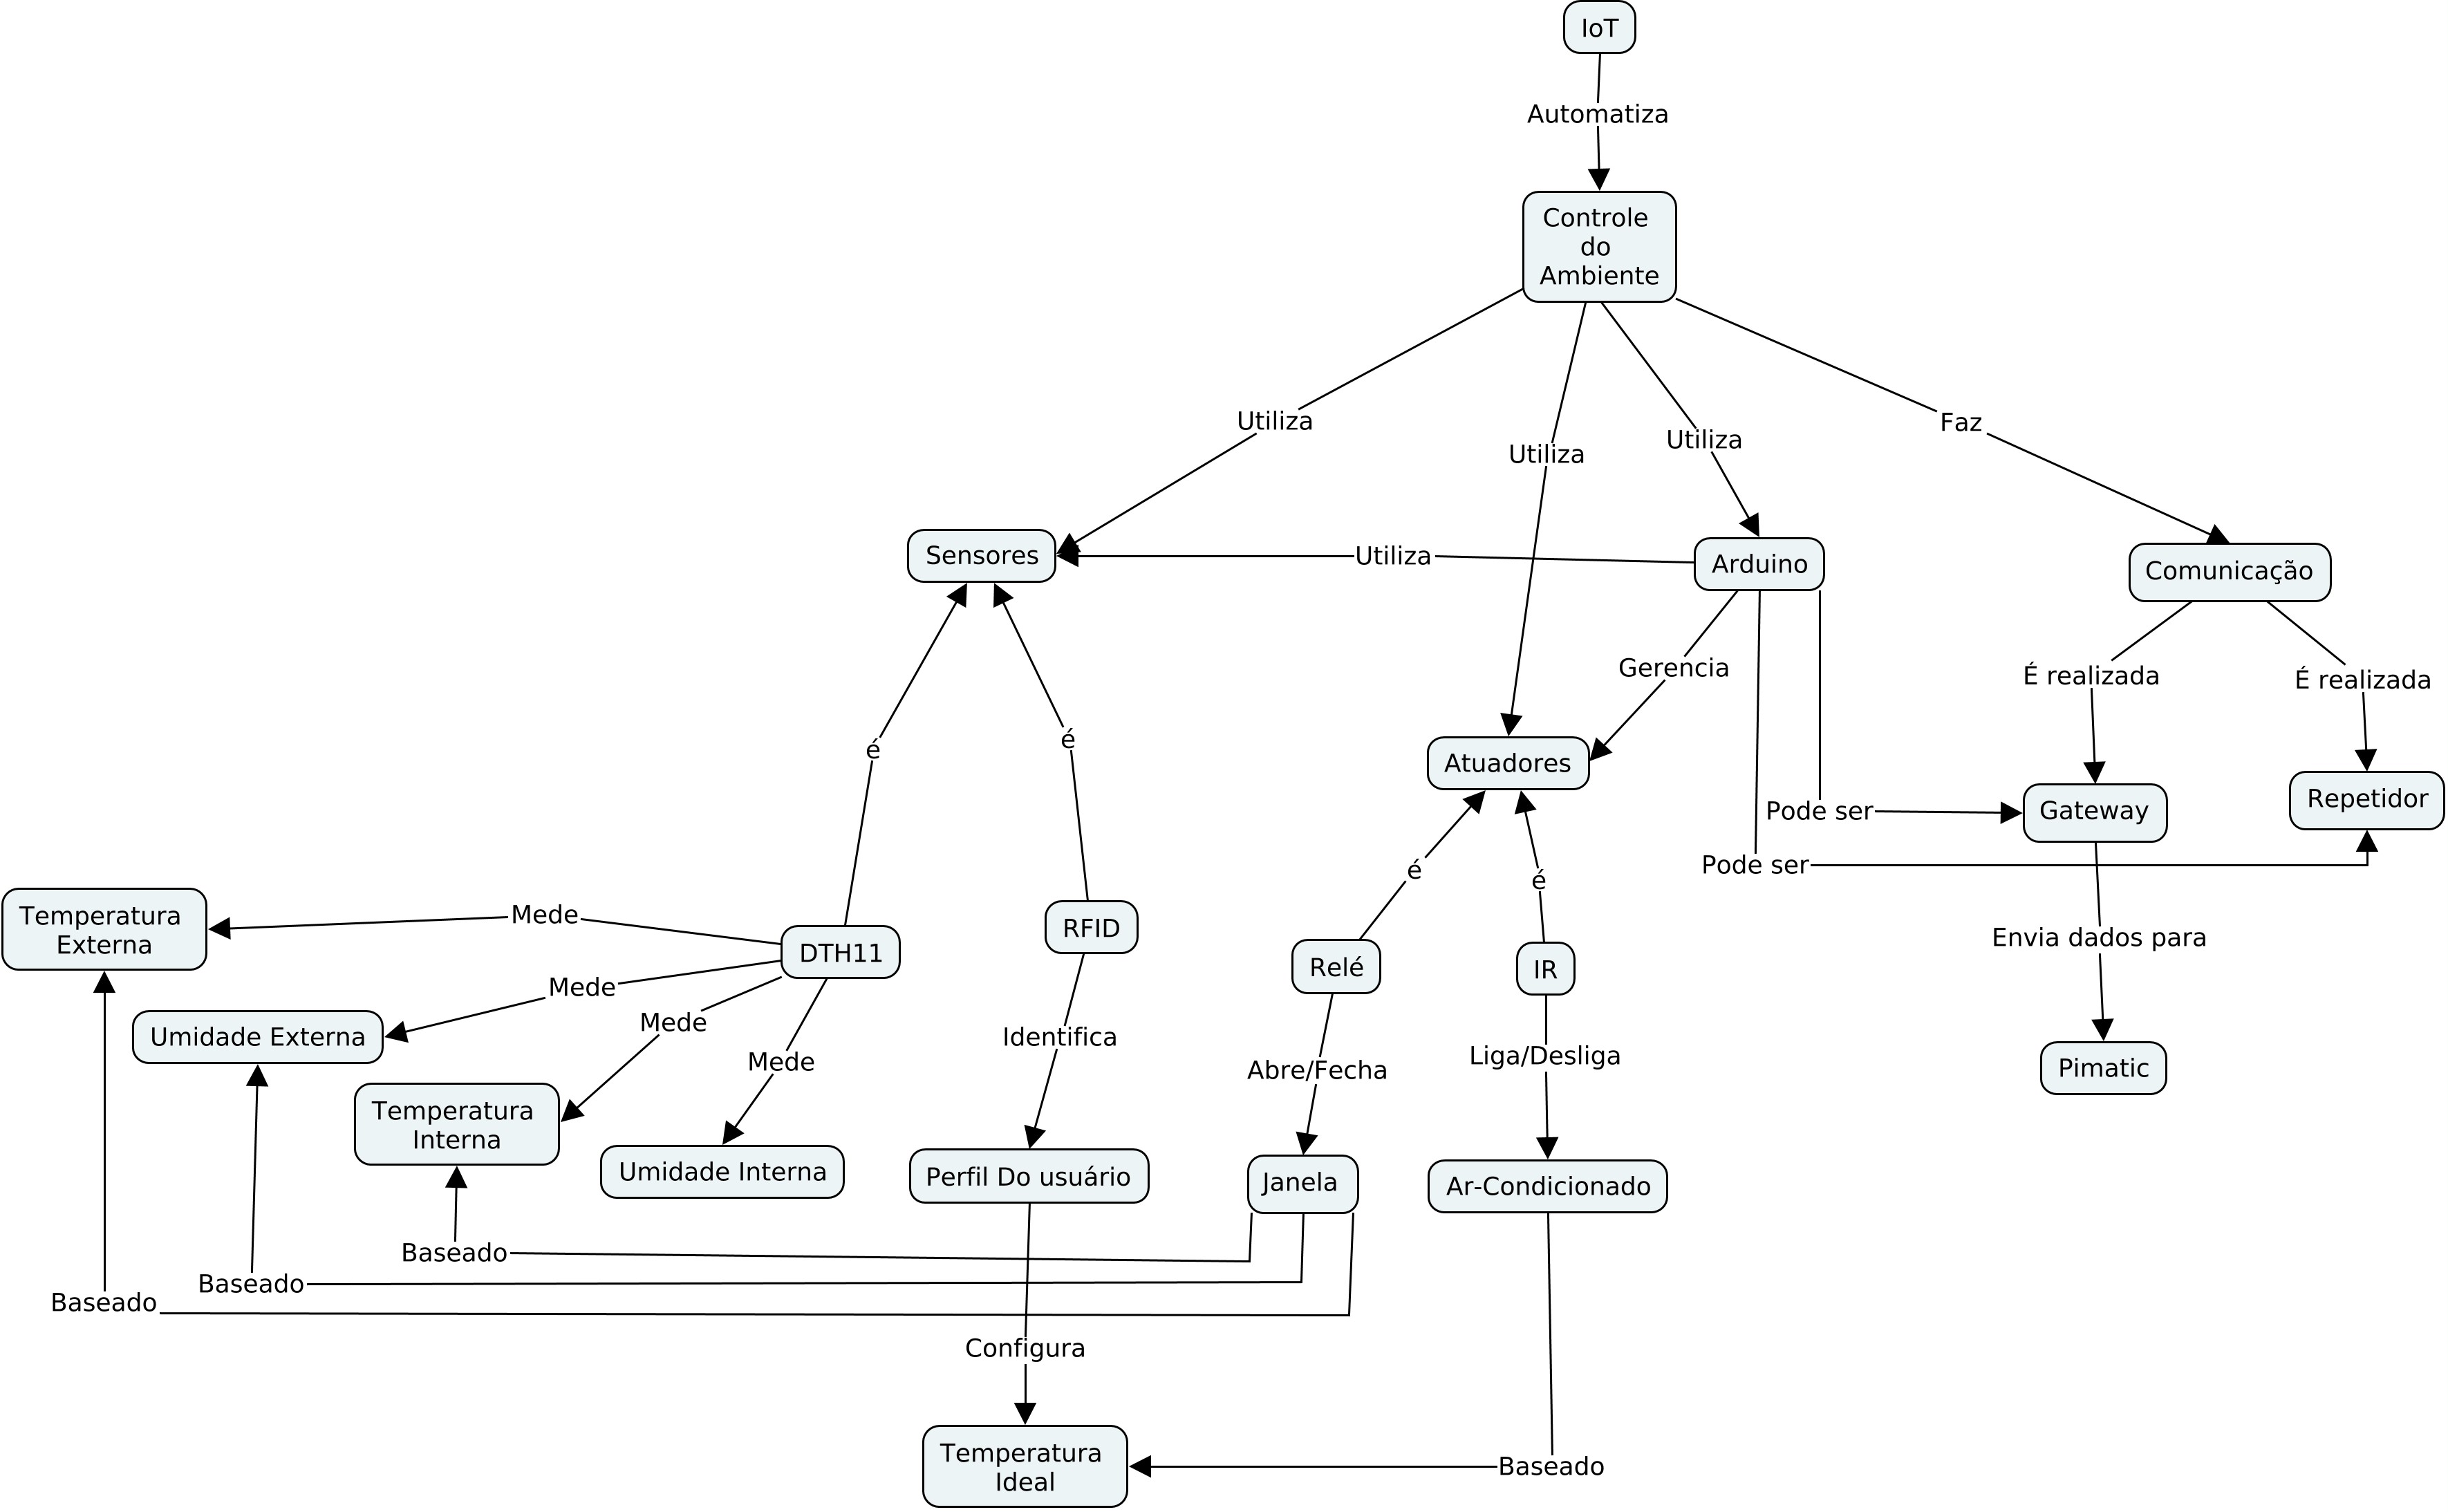 IoT
Automatiza
Controle
do
Ambiente
Utiliza
Faz
Utiliza
Utiliza
Sensores
Utiliza
Arduino
Comunicação
Gerencia
É realizada
É realizada
é
é
Atuadores
Pode ser
Gateway
Repetidor
Pode ser
é
é
Temperatura
Externa
Mede
DTH11
RFID
Envia dados para
Relé
IR
Mede
Mede
Umidade Externa
Identifica
Mede
Abre/Fecha
Liga/Desliga
Pimatic
Temperatura
Interna
Umidade Interna
Perfil Do usuário
Janela
Ar-Condicionado
Baseado
Baseado
Baseado
Configura
Temperatura
Ideal
Baseado